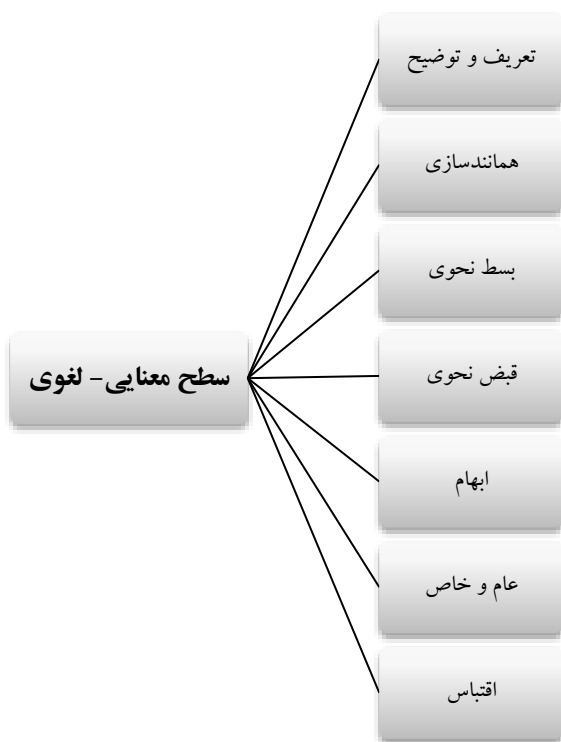 تعریف و توضیح
همانندسازی
بسط نحوی
سطح معنایی- لغوی
قبض نحوی
ابهام
عام و خاص
اقتباس